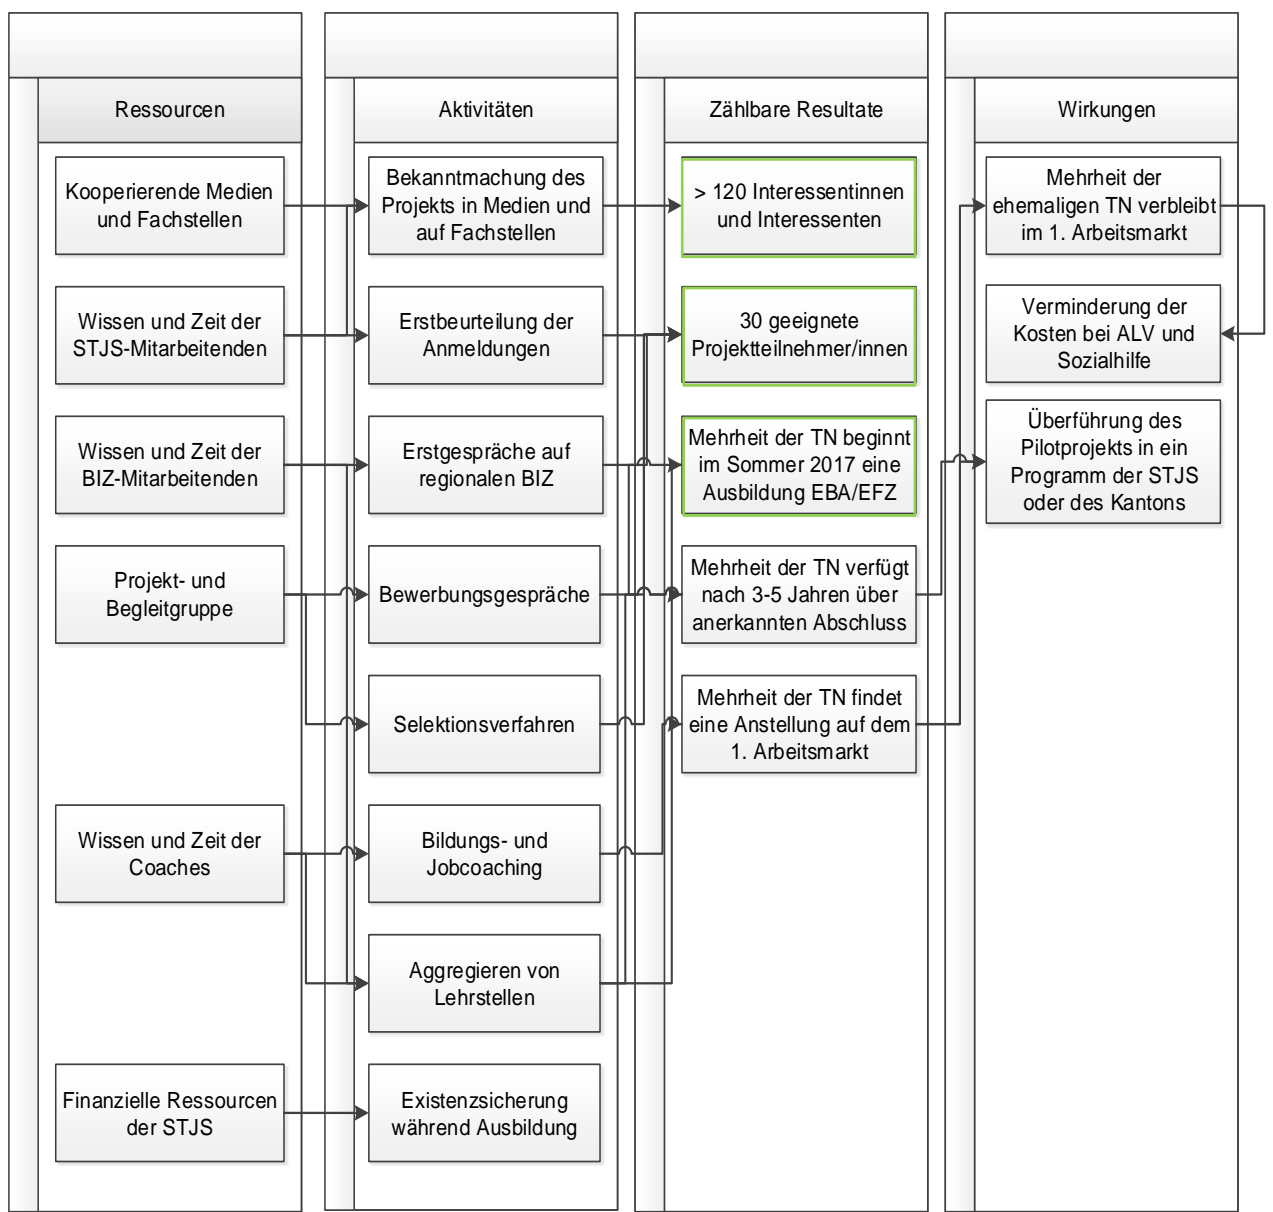 Ressourcen
Kooperierende Medien
und Fachstellen
Wissen und Zeit der
STJS-Mitarbeitenden
Wissen und Zeit der
BIZ-Mitarbeitenden
Projekt- und
Begleitgruppe
Wissen und Zeit der
Coaches
Finanzielle Ressourcen
der STJS
Aktivitäten
Bekanntmachung des
Projekts in Medien und
auf Fachstellen
Erstbeurteilung der
Anmeldungen
Erstgespräche auf
regionalen BIZ
Bewerbungsgespräche
Selektionsverfahren
Bildungs- und
Jobcoaching
Aggregieren von
Lehrstellen
Existenzsicherung
während Ausbildung
Zählbare Resultate
> 120 Interessentinnen
und Interessenten
30 geeignete
Projektteilnehmer/innen
Mehrheit der TN beginnt
im Sommer 2017 eine
Ausbildung EBA/EFZ
Mehrheit der TN verfügt
nach 3-5 Jahren über
anerkannten Abschluss
Mehrheit der TN findet
eine Anstellung auf dem
1. Arbeitsmarkt
Wirkungen
Mehrheit der
ehemaligen TN verbleibt
im 1. Arbeitsmarkt
Verminderung der
Kosten bei ALV und
Sozialhilfe
Überführung des
Pilotprojekts in ein
Programm der STJS
oder des Kantons